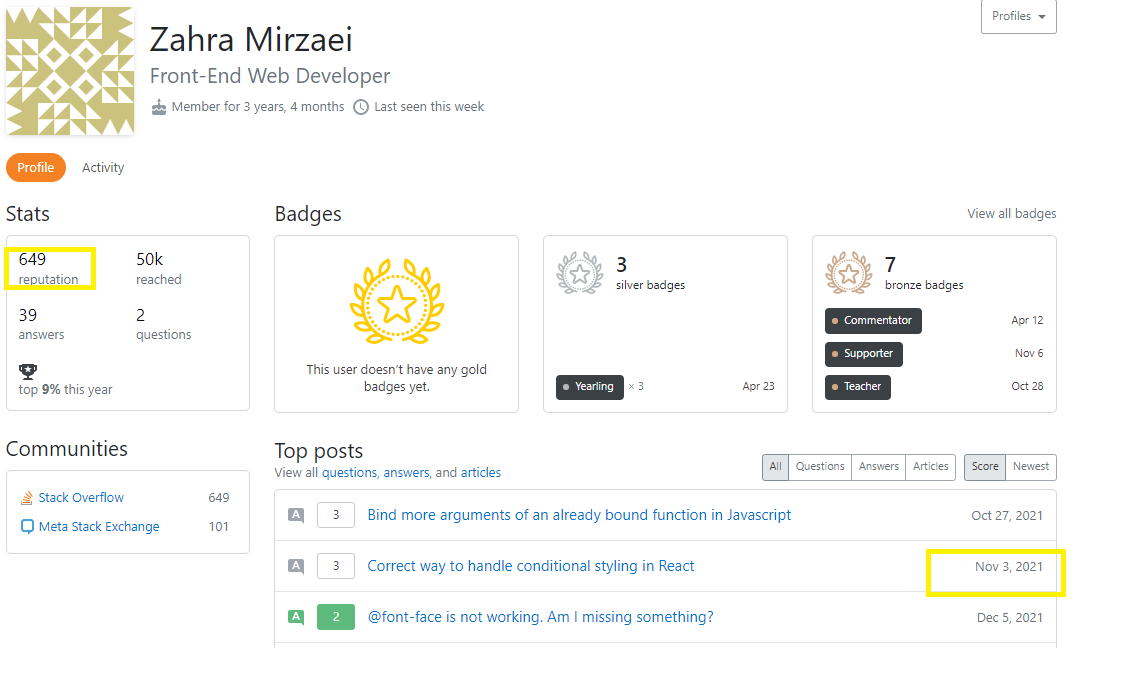 Profiles
Zahra Mirzaei
Front-End Web Developer
Member for 3 years, 4 months Last seen this week
Profile Activity
Stats
649 50k
reputation reached
39 2
answers questions
top 9% this year
Badges
View all badges
This user doesn’t have any gold
badges yet.
3
silver badges
Yearling × 3 Apr 23
7
bronze badges
Commentator Apr 12
Supporter Nov 6
Teacher Oct 28
Communities
Stack Overflow 649
Meta Stack Exchange 101
Top posts
View all questions, answers, and articles
All Questions Answers Articles Score Newest
A 3 Bind more arguments of an already bound function in Javascript Oct 27, 2021
A 3 Correct way to handle conditional styling in React Nov 3, 2021
A 2 @font-face is not working. Am I missing something? Dec 5, 2021